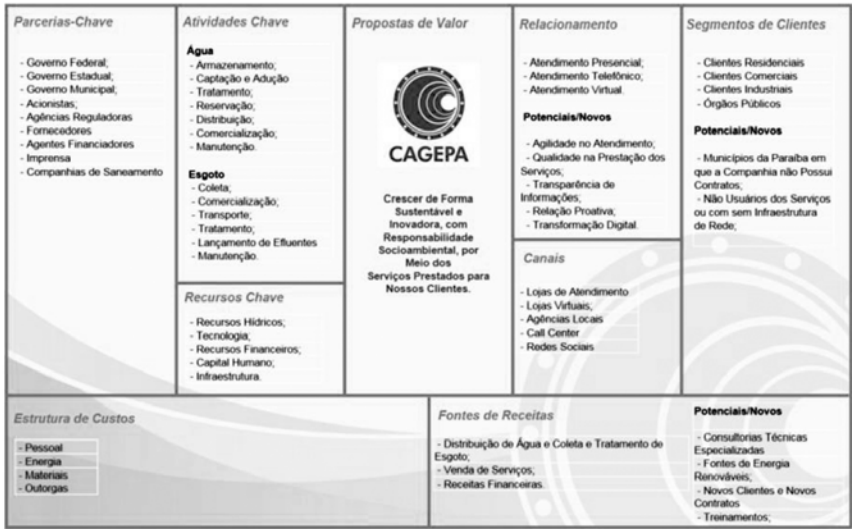 Parcerias-Chave
- Governo Federal;
- Governo Estadual;
- Governo Municipal;
- Acionistas;
- Agências Reguladoras
- Fornecedores
- Agentes Financiadores
- Imprensa
- Companhias de Saneamento
Atividades Chave
Água
- Armazenamento;
- Captação e Adução
- Tratamento;
- Reservação;
- Distribuição;
- Comercialização;
- Manutenção.
Esgoto
- Coleta;
- Comercialização;
- Transporte;
- Tratamento;
- Lançamento de Efluentes
- Manutenção.
Recursos Chave
- Recursos Hídricos;
- Tecnologia;
- Recursos Financeiros;
- Capital Humano;
- Infraestrutura.
Propostas de Valor
CAGEPA
Crescer de Forma
Sustentável e
Inovadora, com
Responsabilidade
Socioambiental, por
Meio dos
Serviços Prestados para
Nossos Clientes.
Relacionamento
- Atendimento Presencial;
- Atendimento Telefônico;
- Atendimento Virtual.
Potenciais/Novos
- Agilidade no Atendimento;
- Qualidade na Prestação dos
Serviços;
- Transparência de
Informações;
- Relação Proativa;
- Transformação Digital.
Canais
- Lojas de Atendimento
- Lojas Virtuais;
- Agências Locais
- Call Center
- Redes Sociais
Segmentos de Clientes
- Clientes Residenciais
- Clientes Comerciais
- Clientes Industriais
- Órgãos Públicos
Potenciais/Novos
- Municípios da Paraíba em
que a Companhia não Possui
Contratos;
- Não Usuários dos Serviços
ou com sem Infraestrutura
de Rede;
Estrutura de Custos
- Pessoal
- Energia
- Materiais
- Outorgas
Fontes de Receitas
- Distribuição de Água e Coleta e Tratamento de
Esgoto;
- Venda de Serviços;
- Receitas Financeiras.
Potenciais/Novos
- Consultorias Técnicas
Especializadas
- Fontes de Energia
Renováveis;
- Novos Clientes e Novos
Contratos
- Treinamentos;